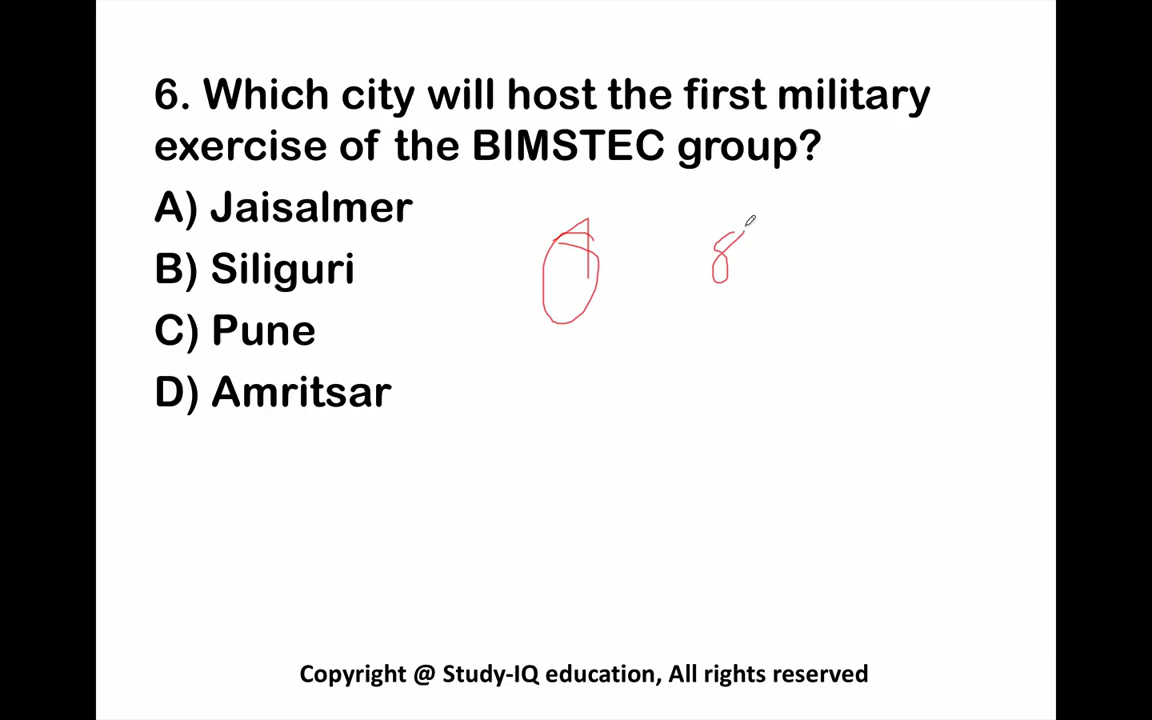 6. Which city will host the first military
exercise of the BIMSTEC group?
A) Jaisalmer
B) Siliguri
C) Pune
D) Amritsar
8
Copyright @ Study-IQ education, All rights reserved